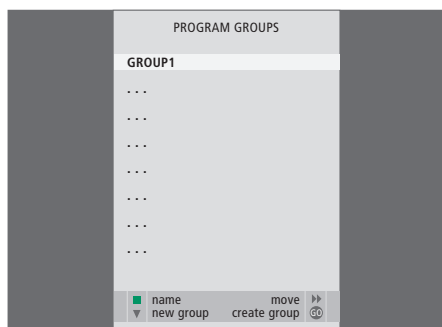 PROGRAM GROUPS
GROUP1
. . .
. . .
. . .
. . .
. . .
. . .
. . .
name move
new group create group GO